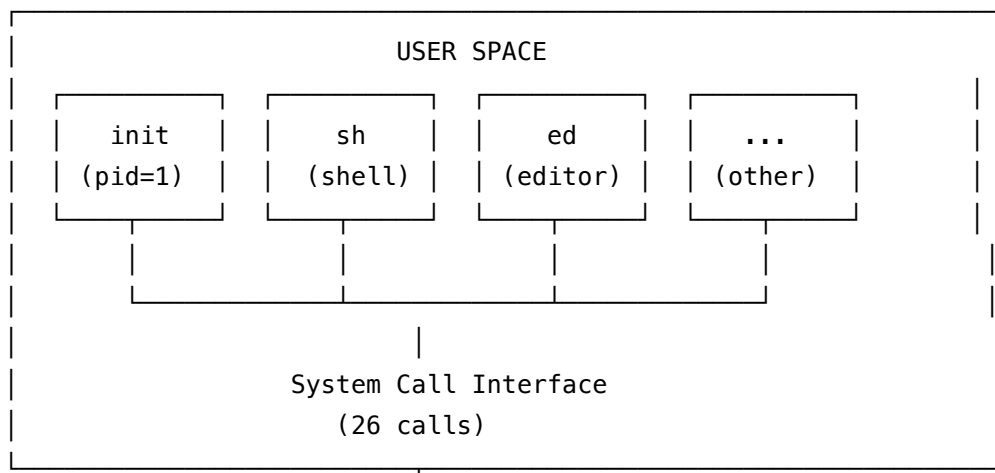 USER SPACE
init sh ed ...
(pid=1) (shell) (editor) (other)
System Call Interface
(26 calls)